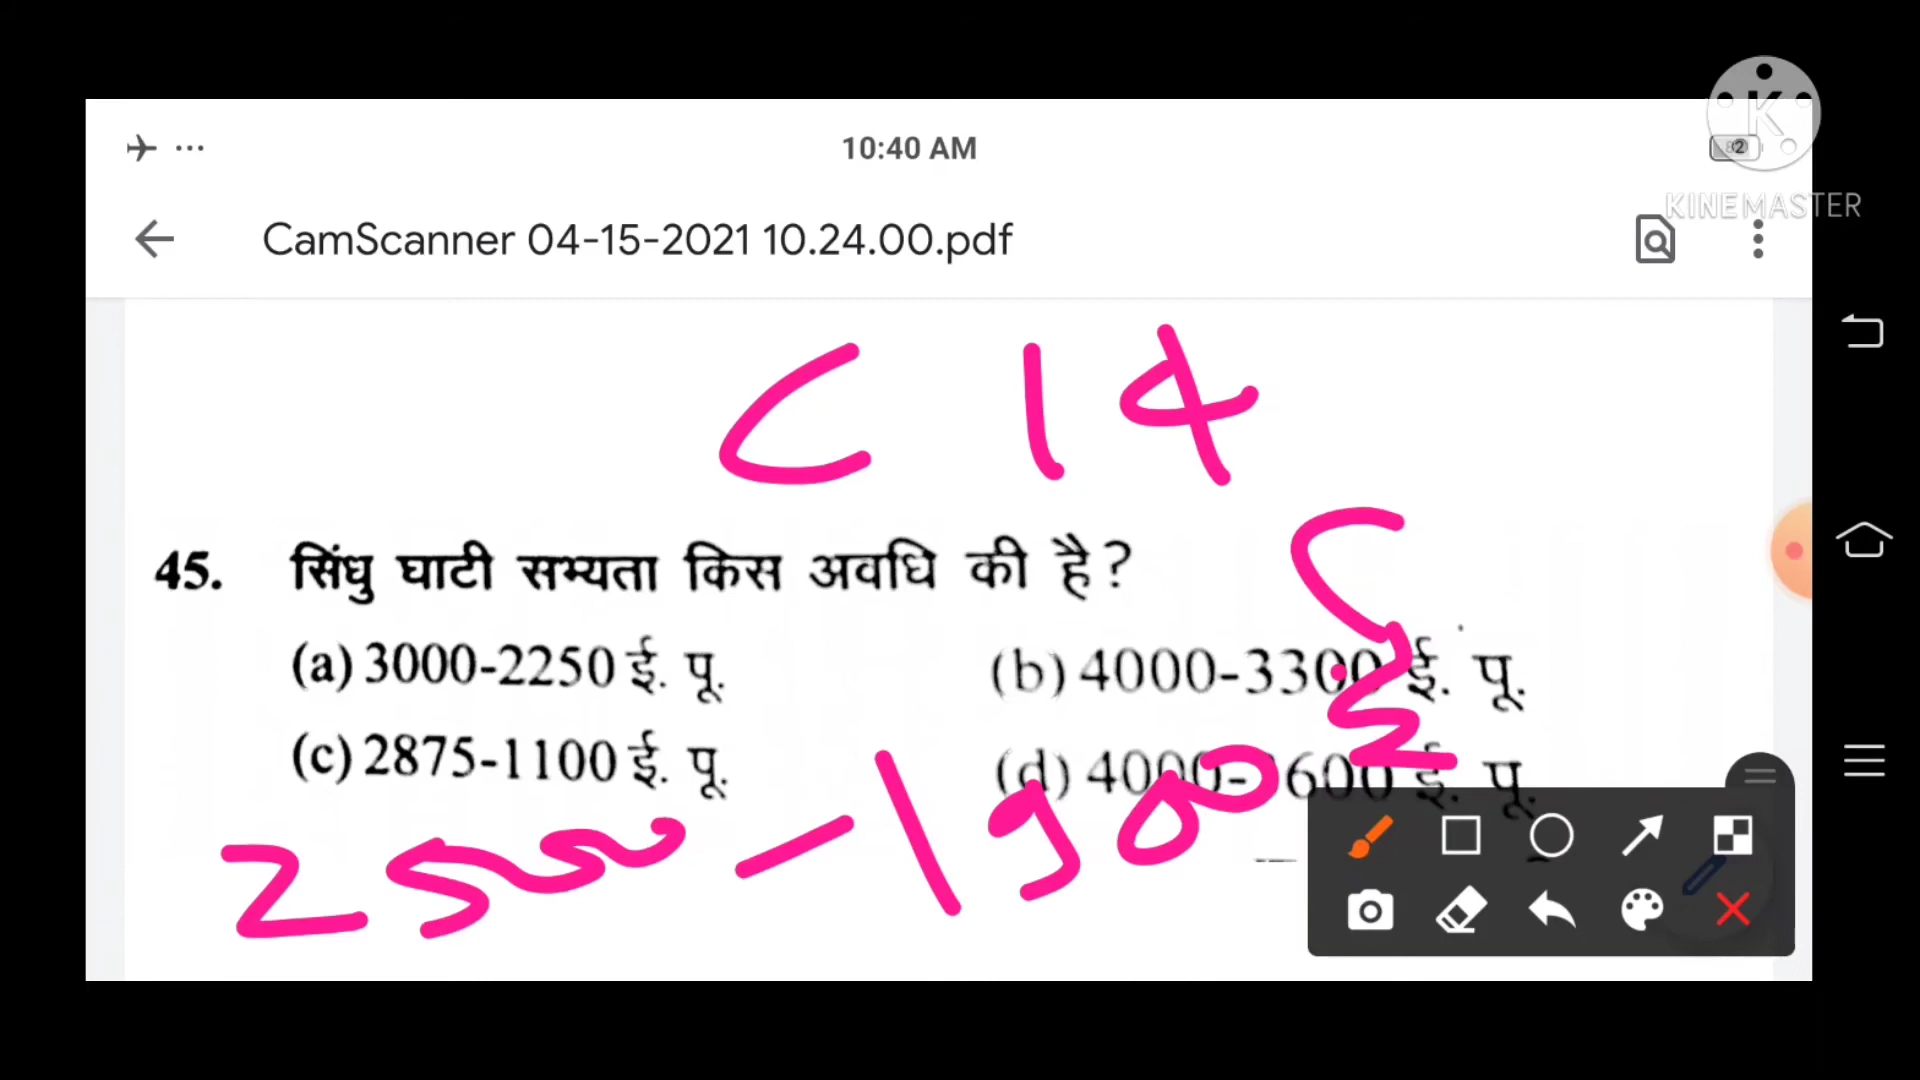 10:40 AM
KINEMASTER
CamScanner 04-15-2021 10.24.00.pdf
C 14
45. सिंधु घाटी सभ्यता किस अवधि की है?
(a) 3000-2250 ई. पू.
(b) 4000-3300 ई. पू.
(c) 2875-1100 ई. पू.
(d) 4000- 600 ई. पू.
2500-1900